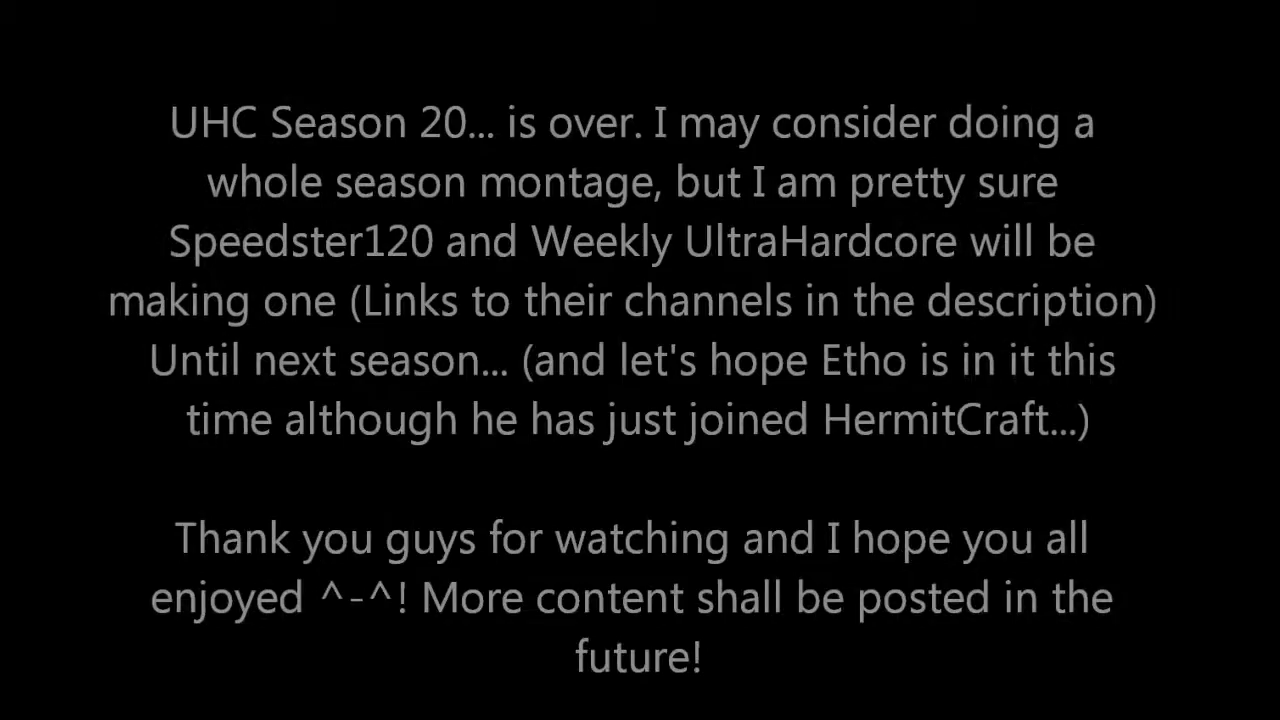 UHC Season 20... is over. I may consider doing a
whole season montage, but I am pretty sure
Speedster120 and Weekly UltraHardcore will be
making one (Links to their channels in the description)
Until next season... (and let's hope Etho is in it this
time although he has just joined HermitCraft...)
Thank you guys for watching and I hope you all
enjoyed ^-^! More content shall be posted in the
future!